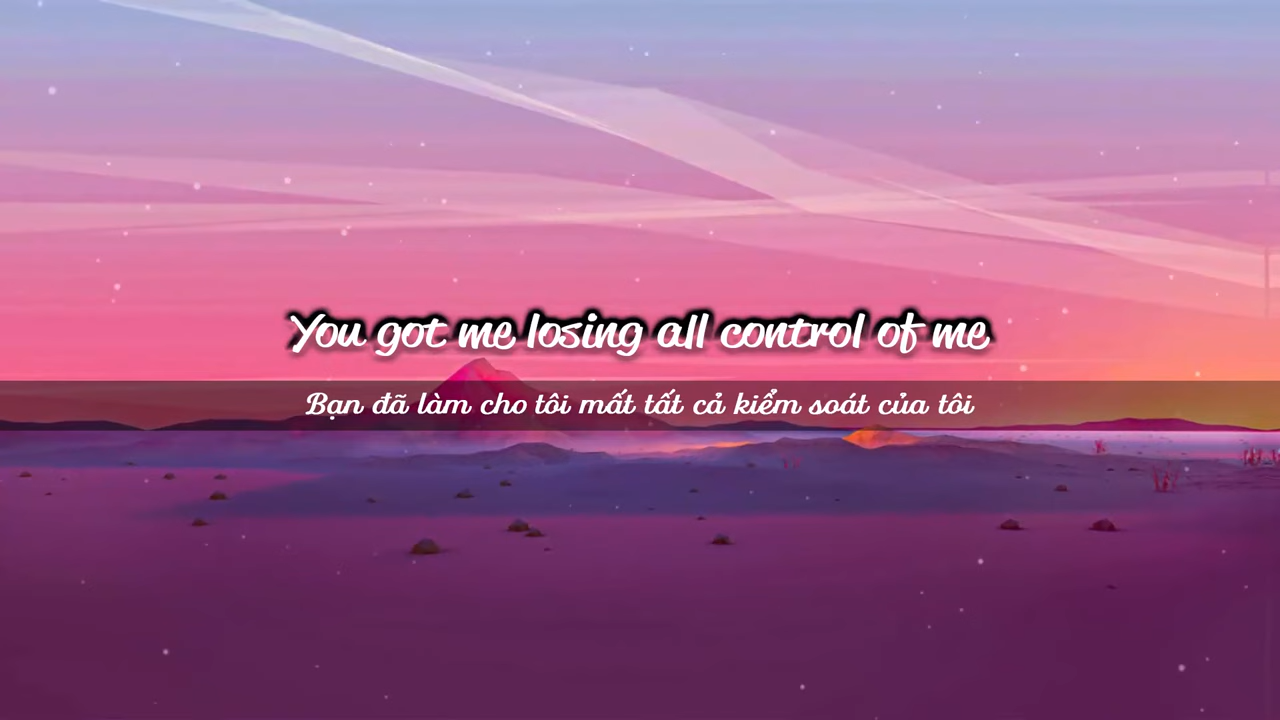 You got me losing all control of me
Bạn đã làm cho tôi mất tất cả kiểm soát của tôi